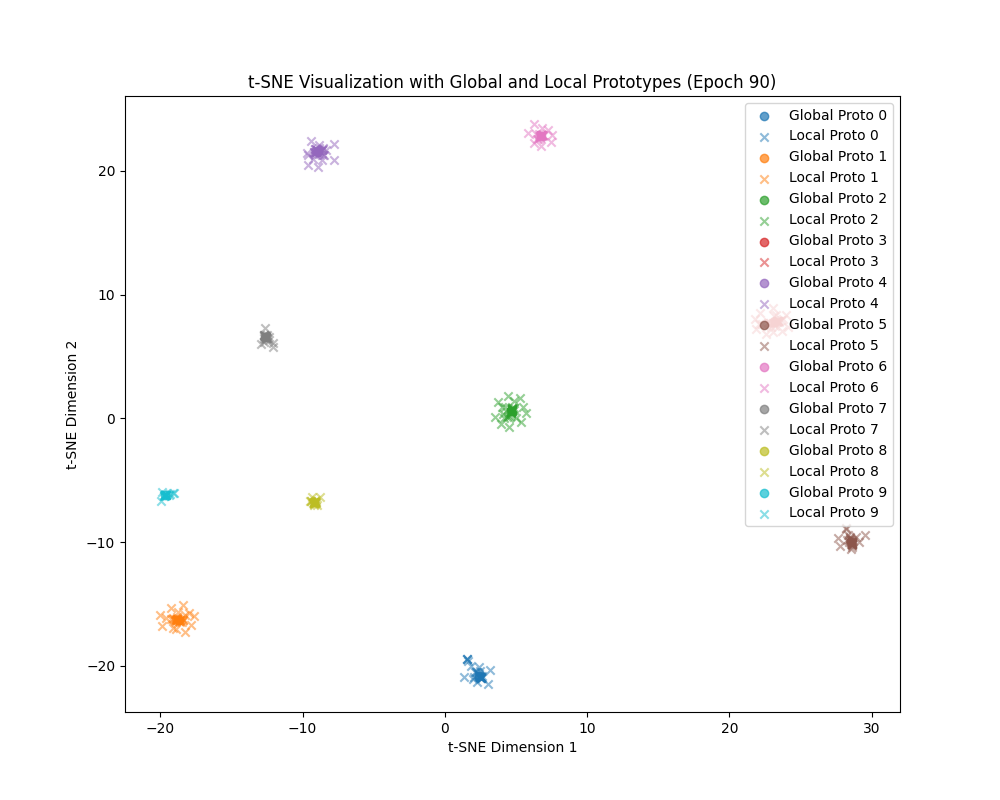 t-SNE Visualization with Global and Local Prototypes (Epoch 90)
Global Proto 0
Local Proto 0
Global Proto 1
Local Proto 1
Global Proto 2
Local Proto 2
Global Proto 3
Local Proto 3
Global Proto 4
Local Proto 4
Global Proto 5
Local Proto 5
Global Proto 6
Local Proto 6
Global Proto 7
Local Proto 7
Global Proto 8
Local Proto 8
Global Proto 9
Local Proto 9
t-SNE Dimension 2
20
10
0
−10
−20
−20
−10
0
10
20
30
t-SNE Dimension 1